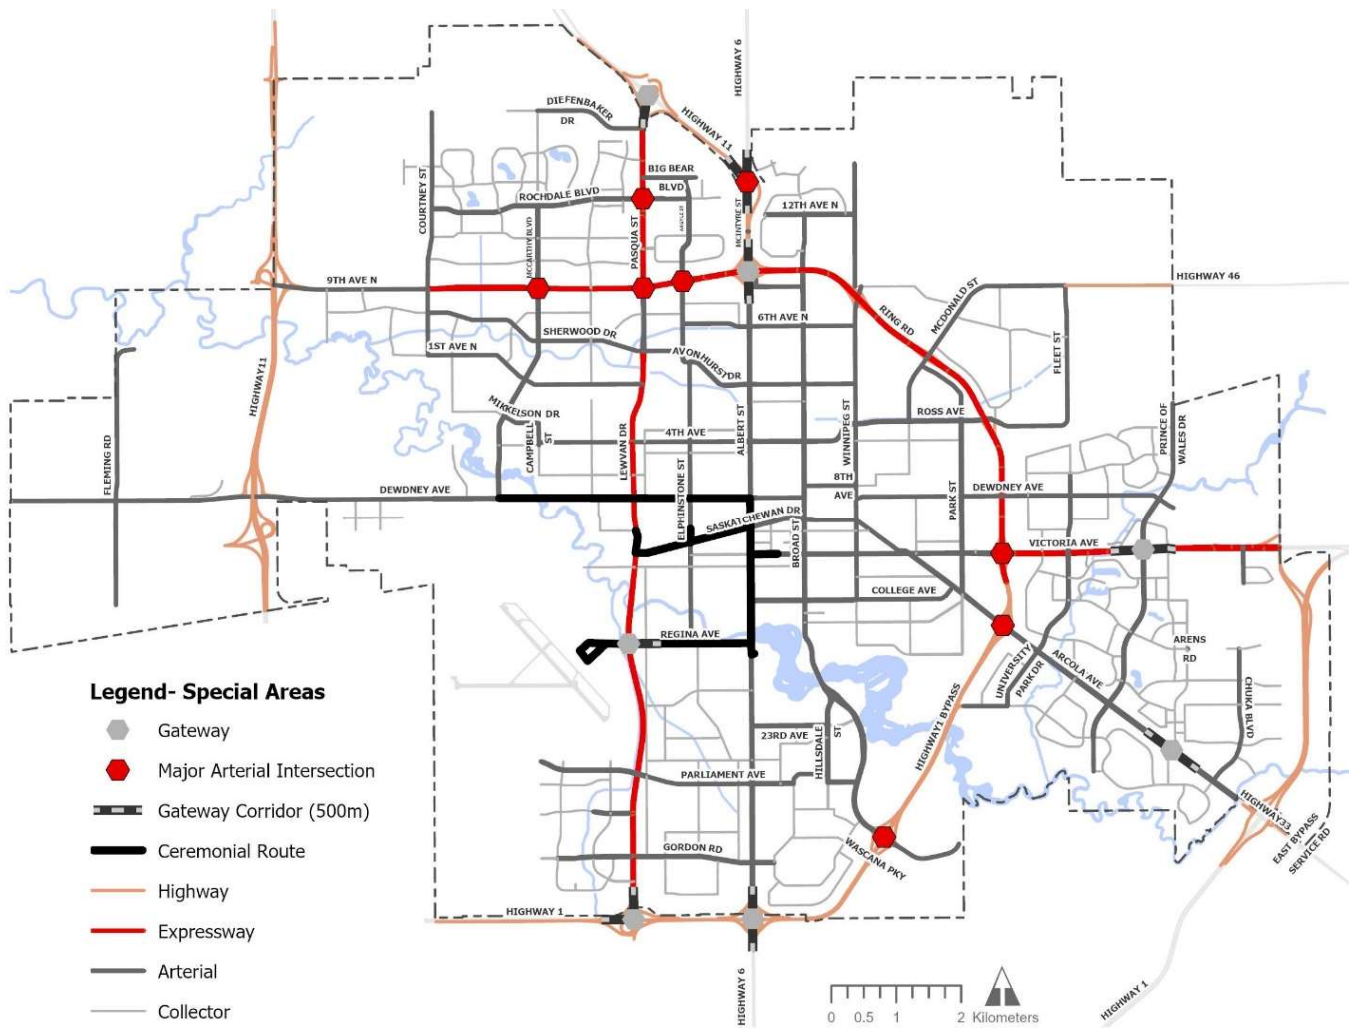 HIGHWAY 6
DIEFENBAKER
DR
HIGHWAY 11
BIG BEAR
BLVD
ROCHDALE BLVD
COURTNEY ST
MCCARTHY BLVD
PASQUA ST
ARGYLE ST
MCINTYRE ST
12TH AVE N
HIGHWAY 46
9TH AVE N
RING RD
MCDONALD ST
6TH AVE N
SHERWOOD DR
1ST AVE N
AVONHURST DR
FLEET ST
HIGHWAY11
MIKKELSON DR
CAMPBELL
ST
LEWVAN DR
4TH AVE
ALBERT ST
WINNIPEG ST
ROSS AVE
PRINCE OF
WALES DR
FLEMING RD
DEWDNEY AVE
ELPHINSTONE ST
8TH
AVE
PARK ST
DEWDNEY AVE
SASKATCHEWAN DR
BROAD ST
VICTORIA AVE
COLLEGE AVE
REGINA AVE
ARENS
RD
UNIVERSITY
PARK DR
ARCOLA AVE
CHUKA BLVD
HIGHWAY1 BYPASS
23RD AVE
HILLSDALE
ST
PARLIAMENT AVE
HIGHWAY33
EAST BYPASS
SERVICE RD
GORDON RD
WASCANA PKY
HIGHWAY 1
HIGHWAY 6
HIGHWAY 1
Legend- Special Areas
Gateway
Major Arterial Intersection
Gateway Corridor (500m)
Ceremonial Route
Highway
Expressway
Arterial
Collector
0 0.5 1 2 Kilometers